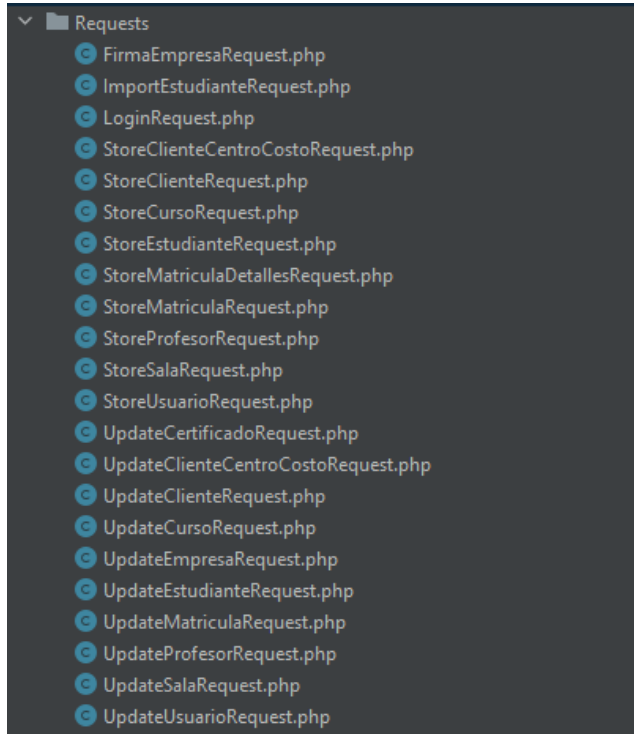 Requests
FirmaEmpresaRequest.php
ImportEstudianteRequest.php
LoginRequest.php
StoreClienteCentroCostoRequest.php
StoreClienteRequest.php
StoreCursoRequest.php
StoreEstudianteRequest.php
StoreMatriculaDetallesRequest.php
StoreMatriculaRequest.php
StoreProfesorRequest.php
StoreSalaRequest.php
StoreUsuarioRequest.php
UpdateCertificadoRequest.php
UpdateClienteCentroCostoRequest.php
UpdateClienteRequest.php
UpdateCursoRequest.php
UpdateEmpresaRequest.php
UpdateEstudianteRequest.php
UpdateMatriculaRequest.php
UpdateProfesorRequest.php
UpdateSalaRequest.php
UpdateUsuarioRequest.php